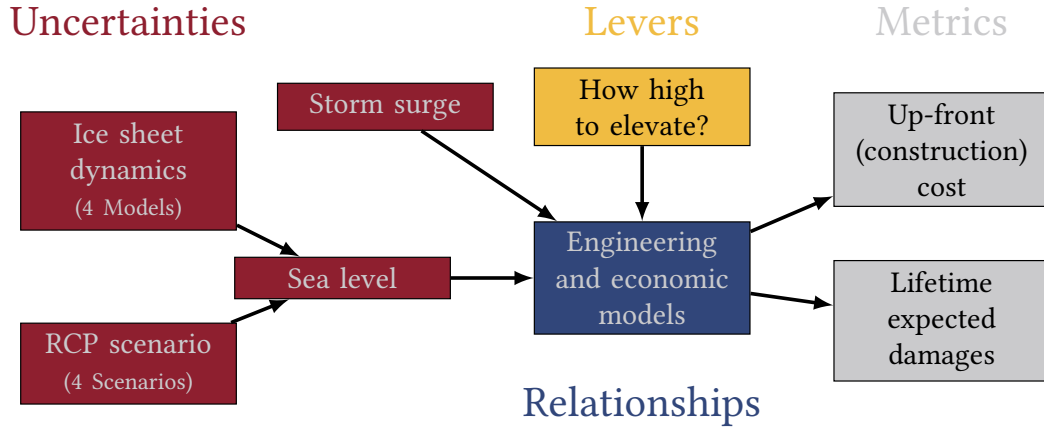 Uncertainties
Levers
Metrics
Storm surge
How high
to elevate?
Ice sheet
dynamics
(4 Models)
Up-front
(construction)
cost
Sea level
Engineering
and economic
models
RCP scenario
(4 Scenarios)
Lifetime
expected
damages
Relationships